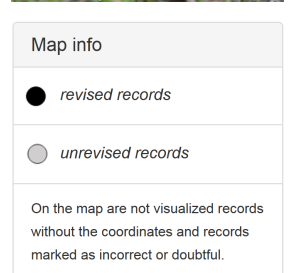 Map info
revised records
unrevised records
On the map are not visualized records
without the coordinates and records
marked as incorrect or doubtful.